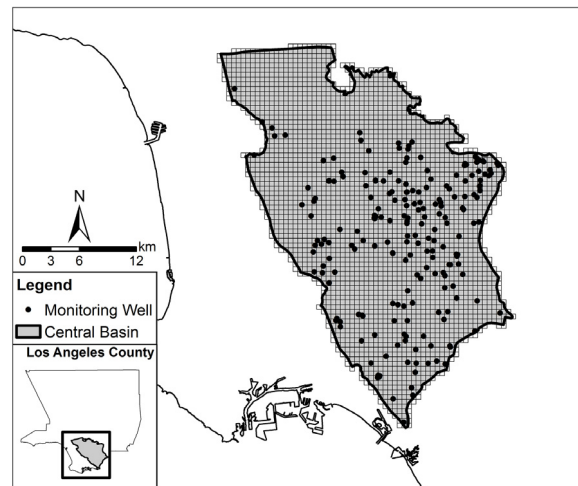 N
km
0 3 6 12
Legend
Monitoring Well
Central Basin
Los Angeles County